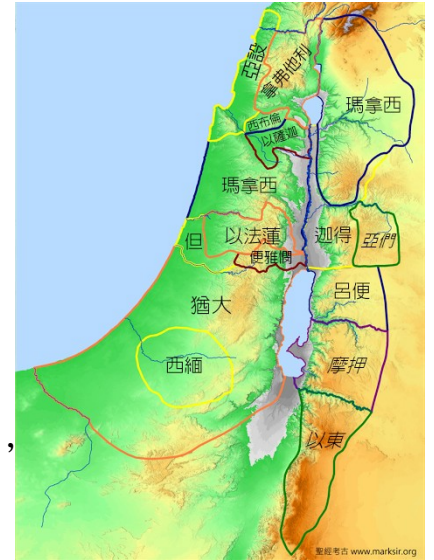 亞設
拿弗他利
瑪拿西
西布倫
以薩迦
瑪拿西
但
以法蓮
迦得
亞們
便雅憫
呂便
猶大
西緬
摩押
以東
,
聖經考古 www.marksir.org